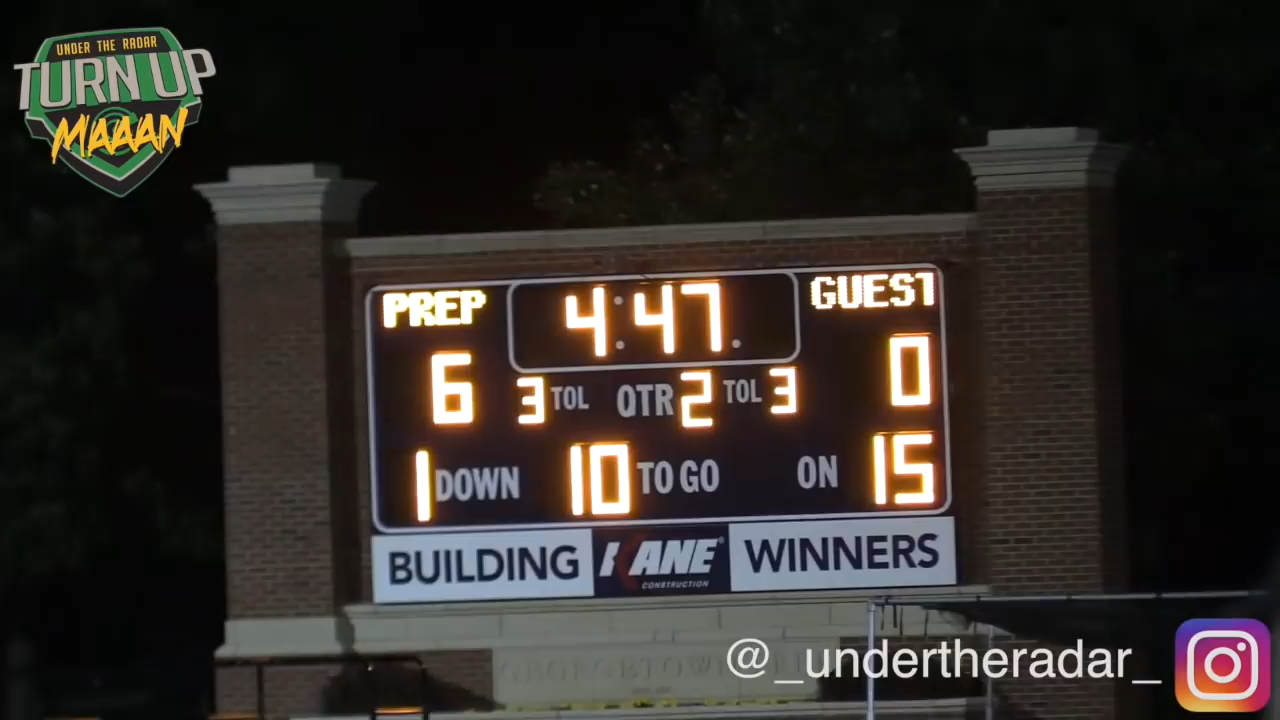 UNDER THE RADAR
TURN UP
MAAAN
PREP 4:47 GUEST
6 3 TOL QTR 2 TOL 3 0
1 DOWN 10 TO GO ON 15
BUILDING KANE® WINNERS
CONSTRUCTION
@_undertheradar_